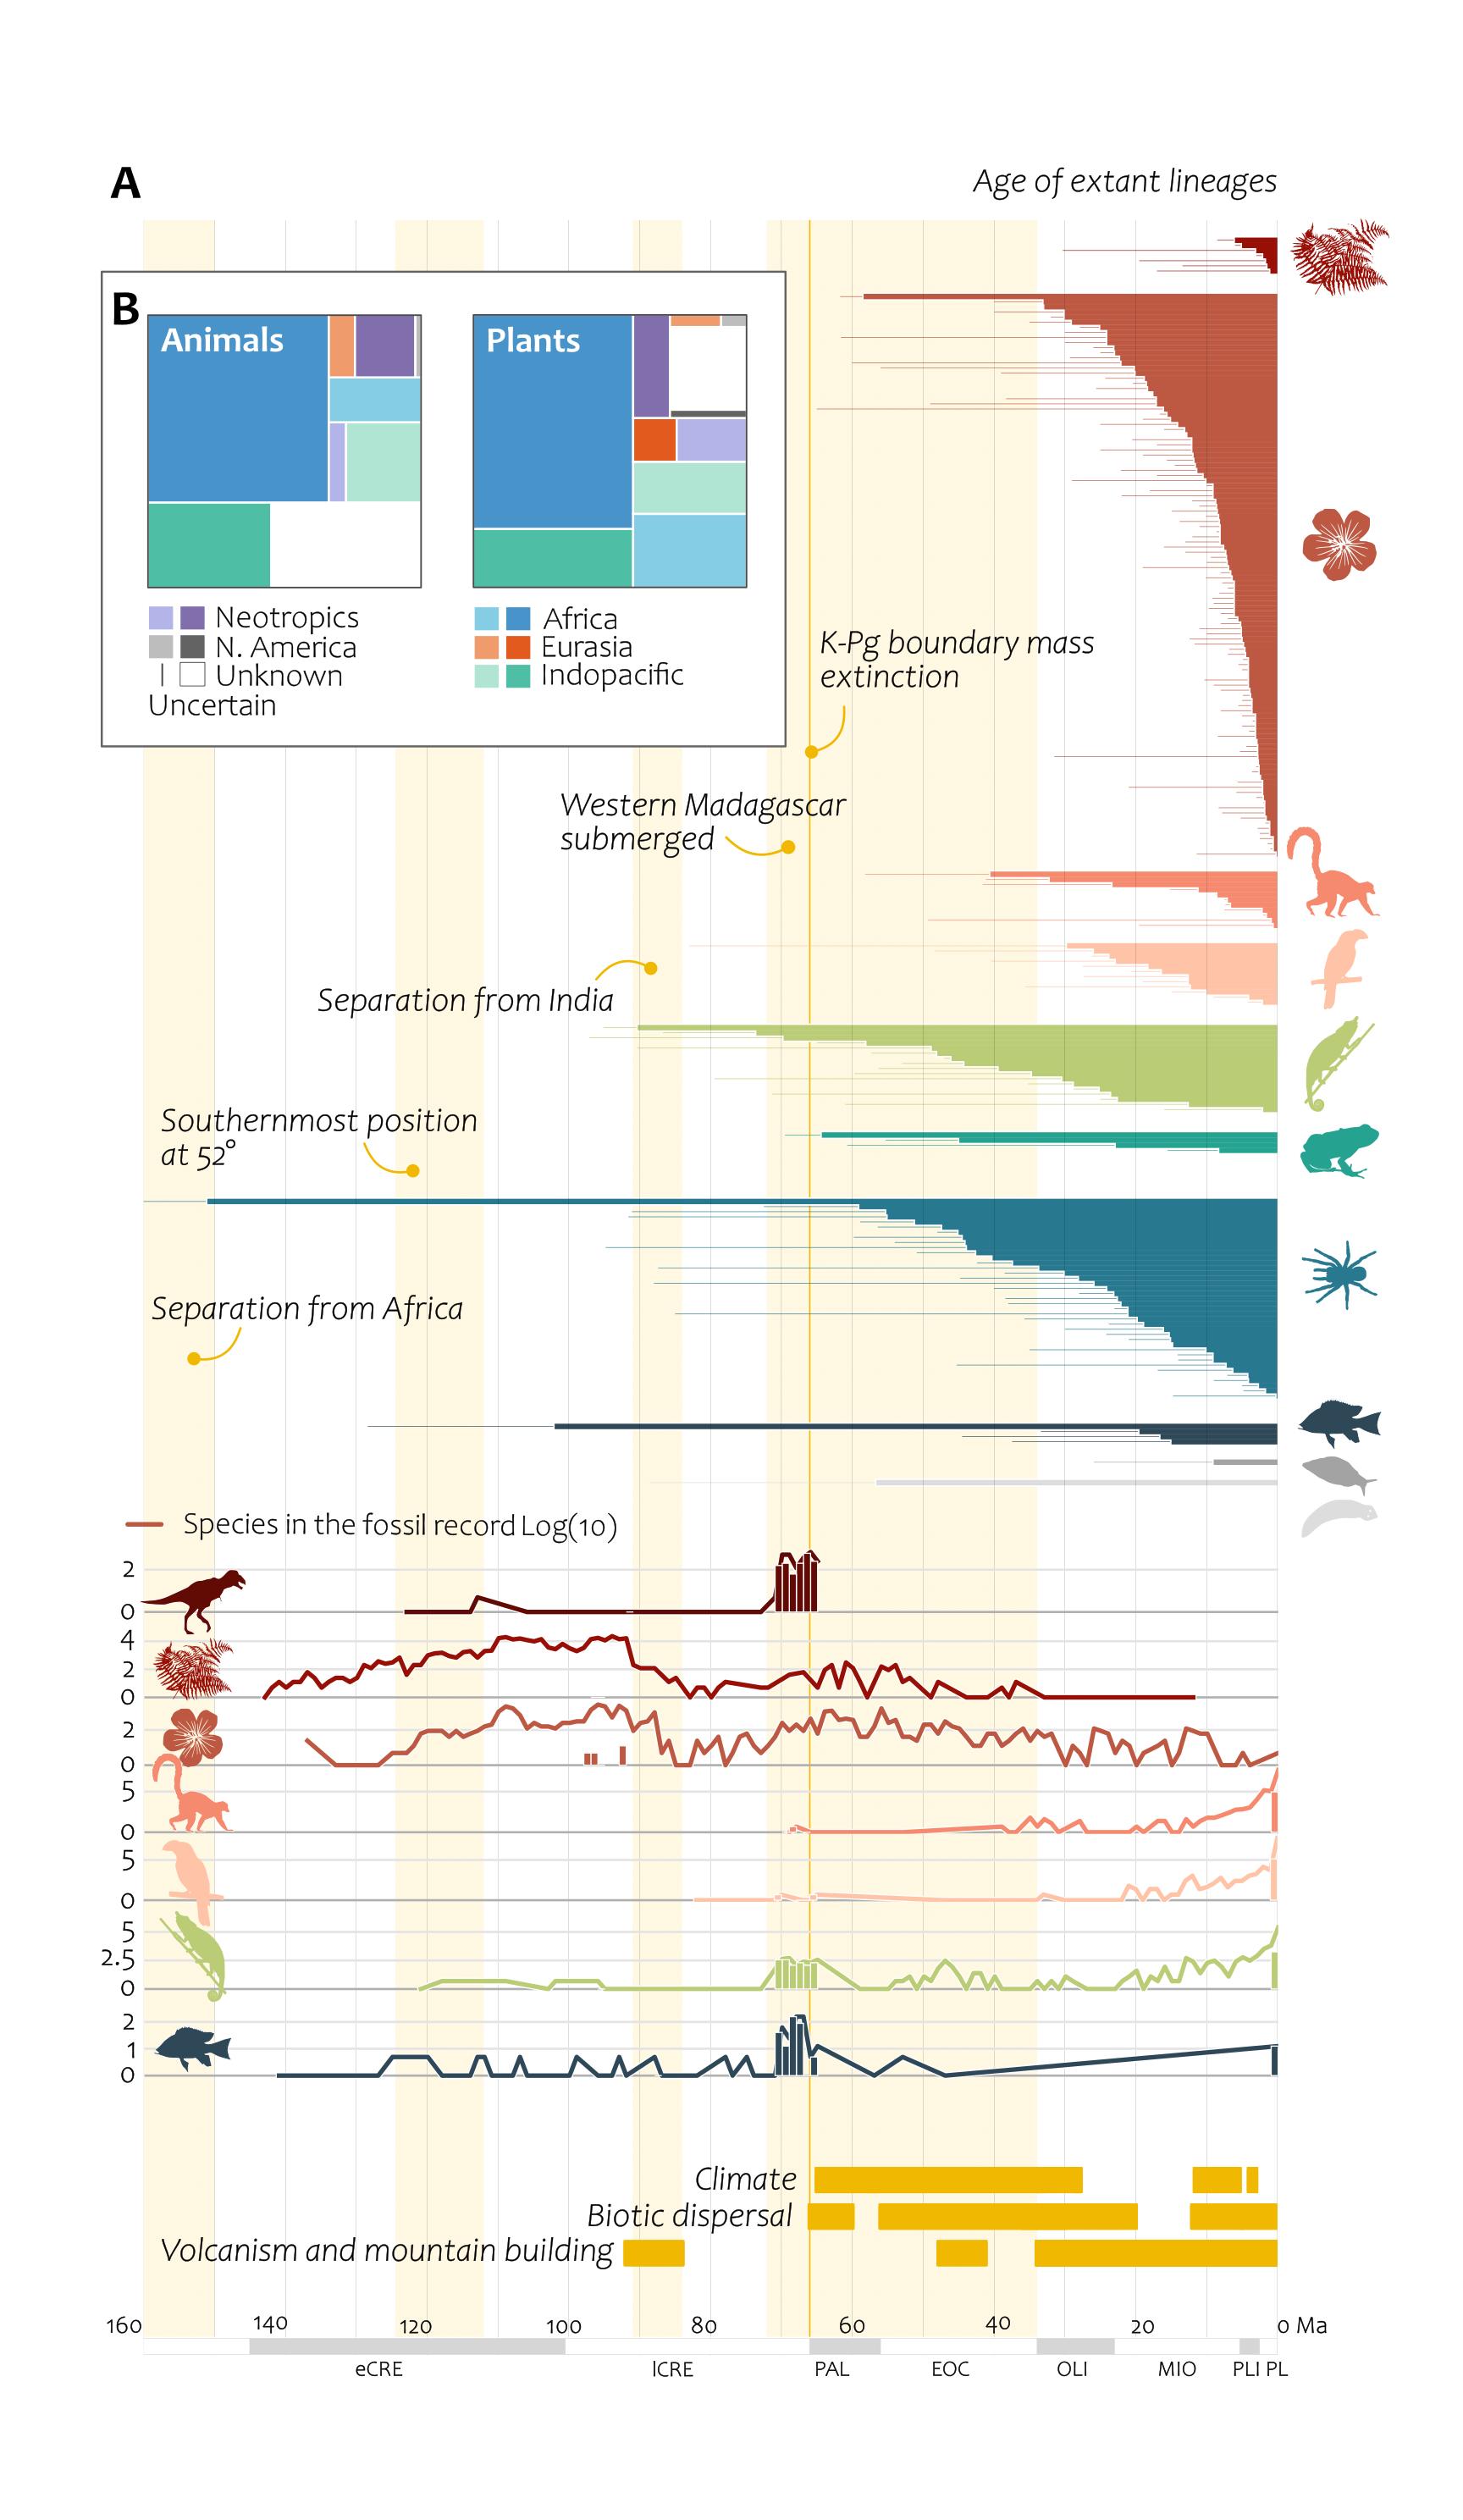 A
Age of extant lineages
B
Animals
Plants
Neotropics
N. America
Unknown
Uncertain
Africa
Eurasia
Indopacific
K-Pg boundary mass
extinction
Western Madagascar
submerged
Separation from India
Southernmost position
at 52°
Separation from Africa
Species in the fossil record Log(10)
2
0
4
2
0
2
0
5
0
5
0
5
2.5
0
2
1
0
Climate
Biotic dispersal
Volcanism and mountain building
160 140 120 100 80 60 40 20 0 Ma
eCRE lCRE PAL EOC OLI MIO PLI PL